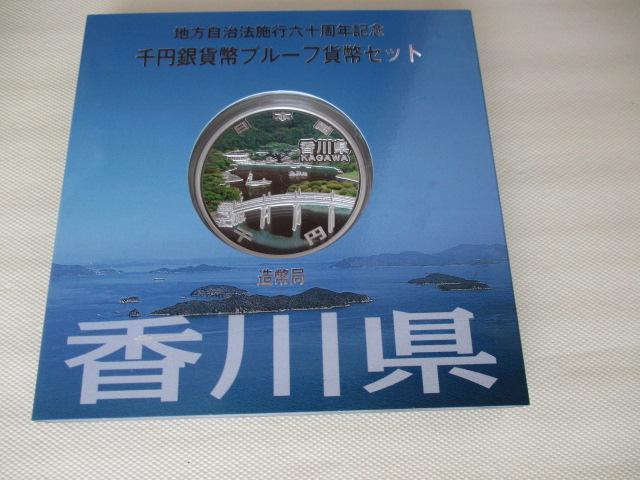 地方自治法施行六十周年記念
千円銀貨幣プルーフ貨幣セット
日本国
香川県
KAGAWA
千円
造幣局
香川県